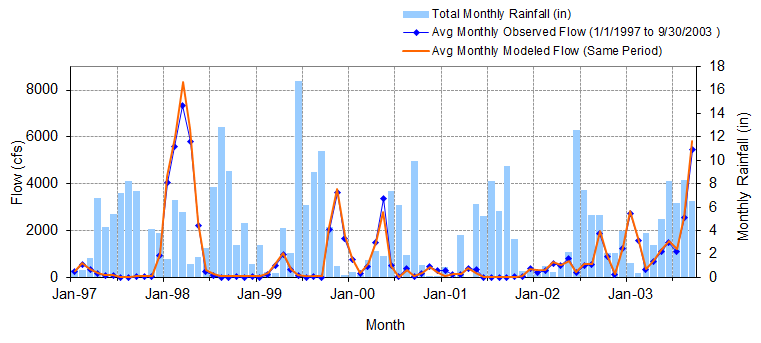 Total Monthly Rainfall (in)
Avg Monthly Observed Flow (1/1/1997 to 9/30/2003 )
Avg Monthly Modeled Flow (Same Period)
Flow (cfs)
8000
6000
4000
2000
0
18
16
14
12
10
8
6
4
2
0
Monthly Rainfall (in)
Jan-97 Jan-98 Jan-99 Jan-00 Jan-01 Jan-02 Jan-03
Month